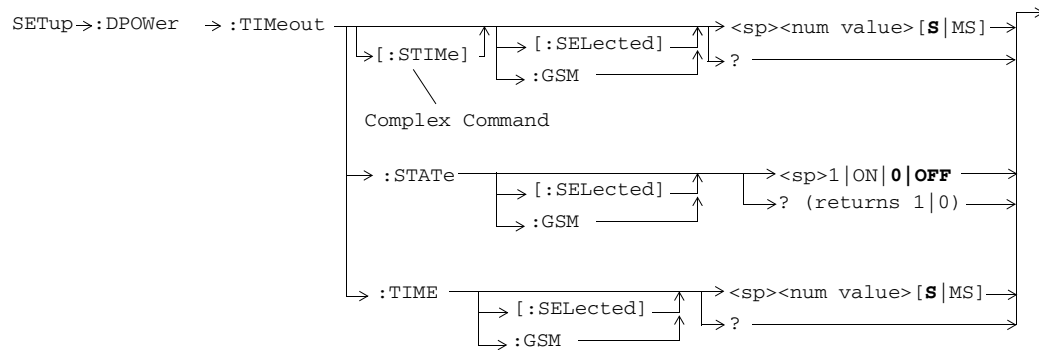 SETup :DPOWer :TIMeout <sp><num value>[S|MS]
[:STIMe] [:SELected] ?
:GSM
Complex Command
:STATe <sp>1|ON|0|OFF
[:SELected] ? (returns 1|0)
:GSM
:TIME <sp><num value>[S|MS]
[:SELected] ?
:GSM